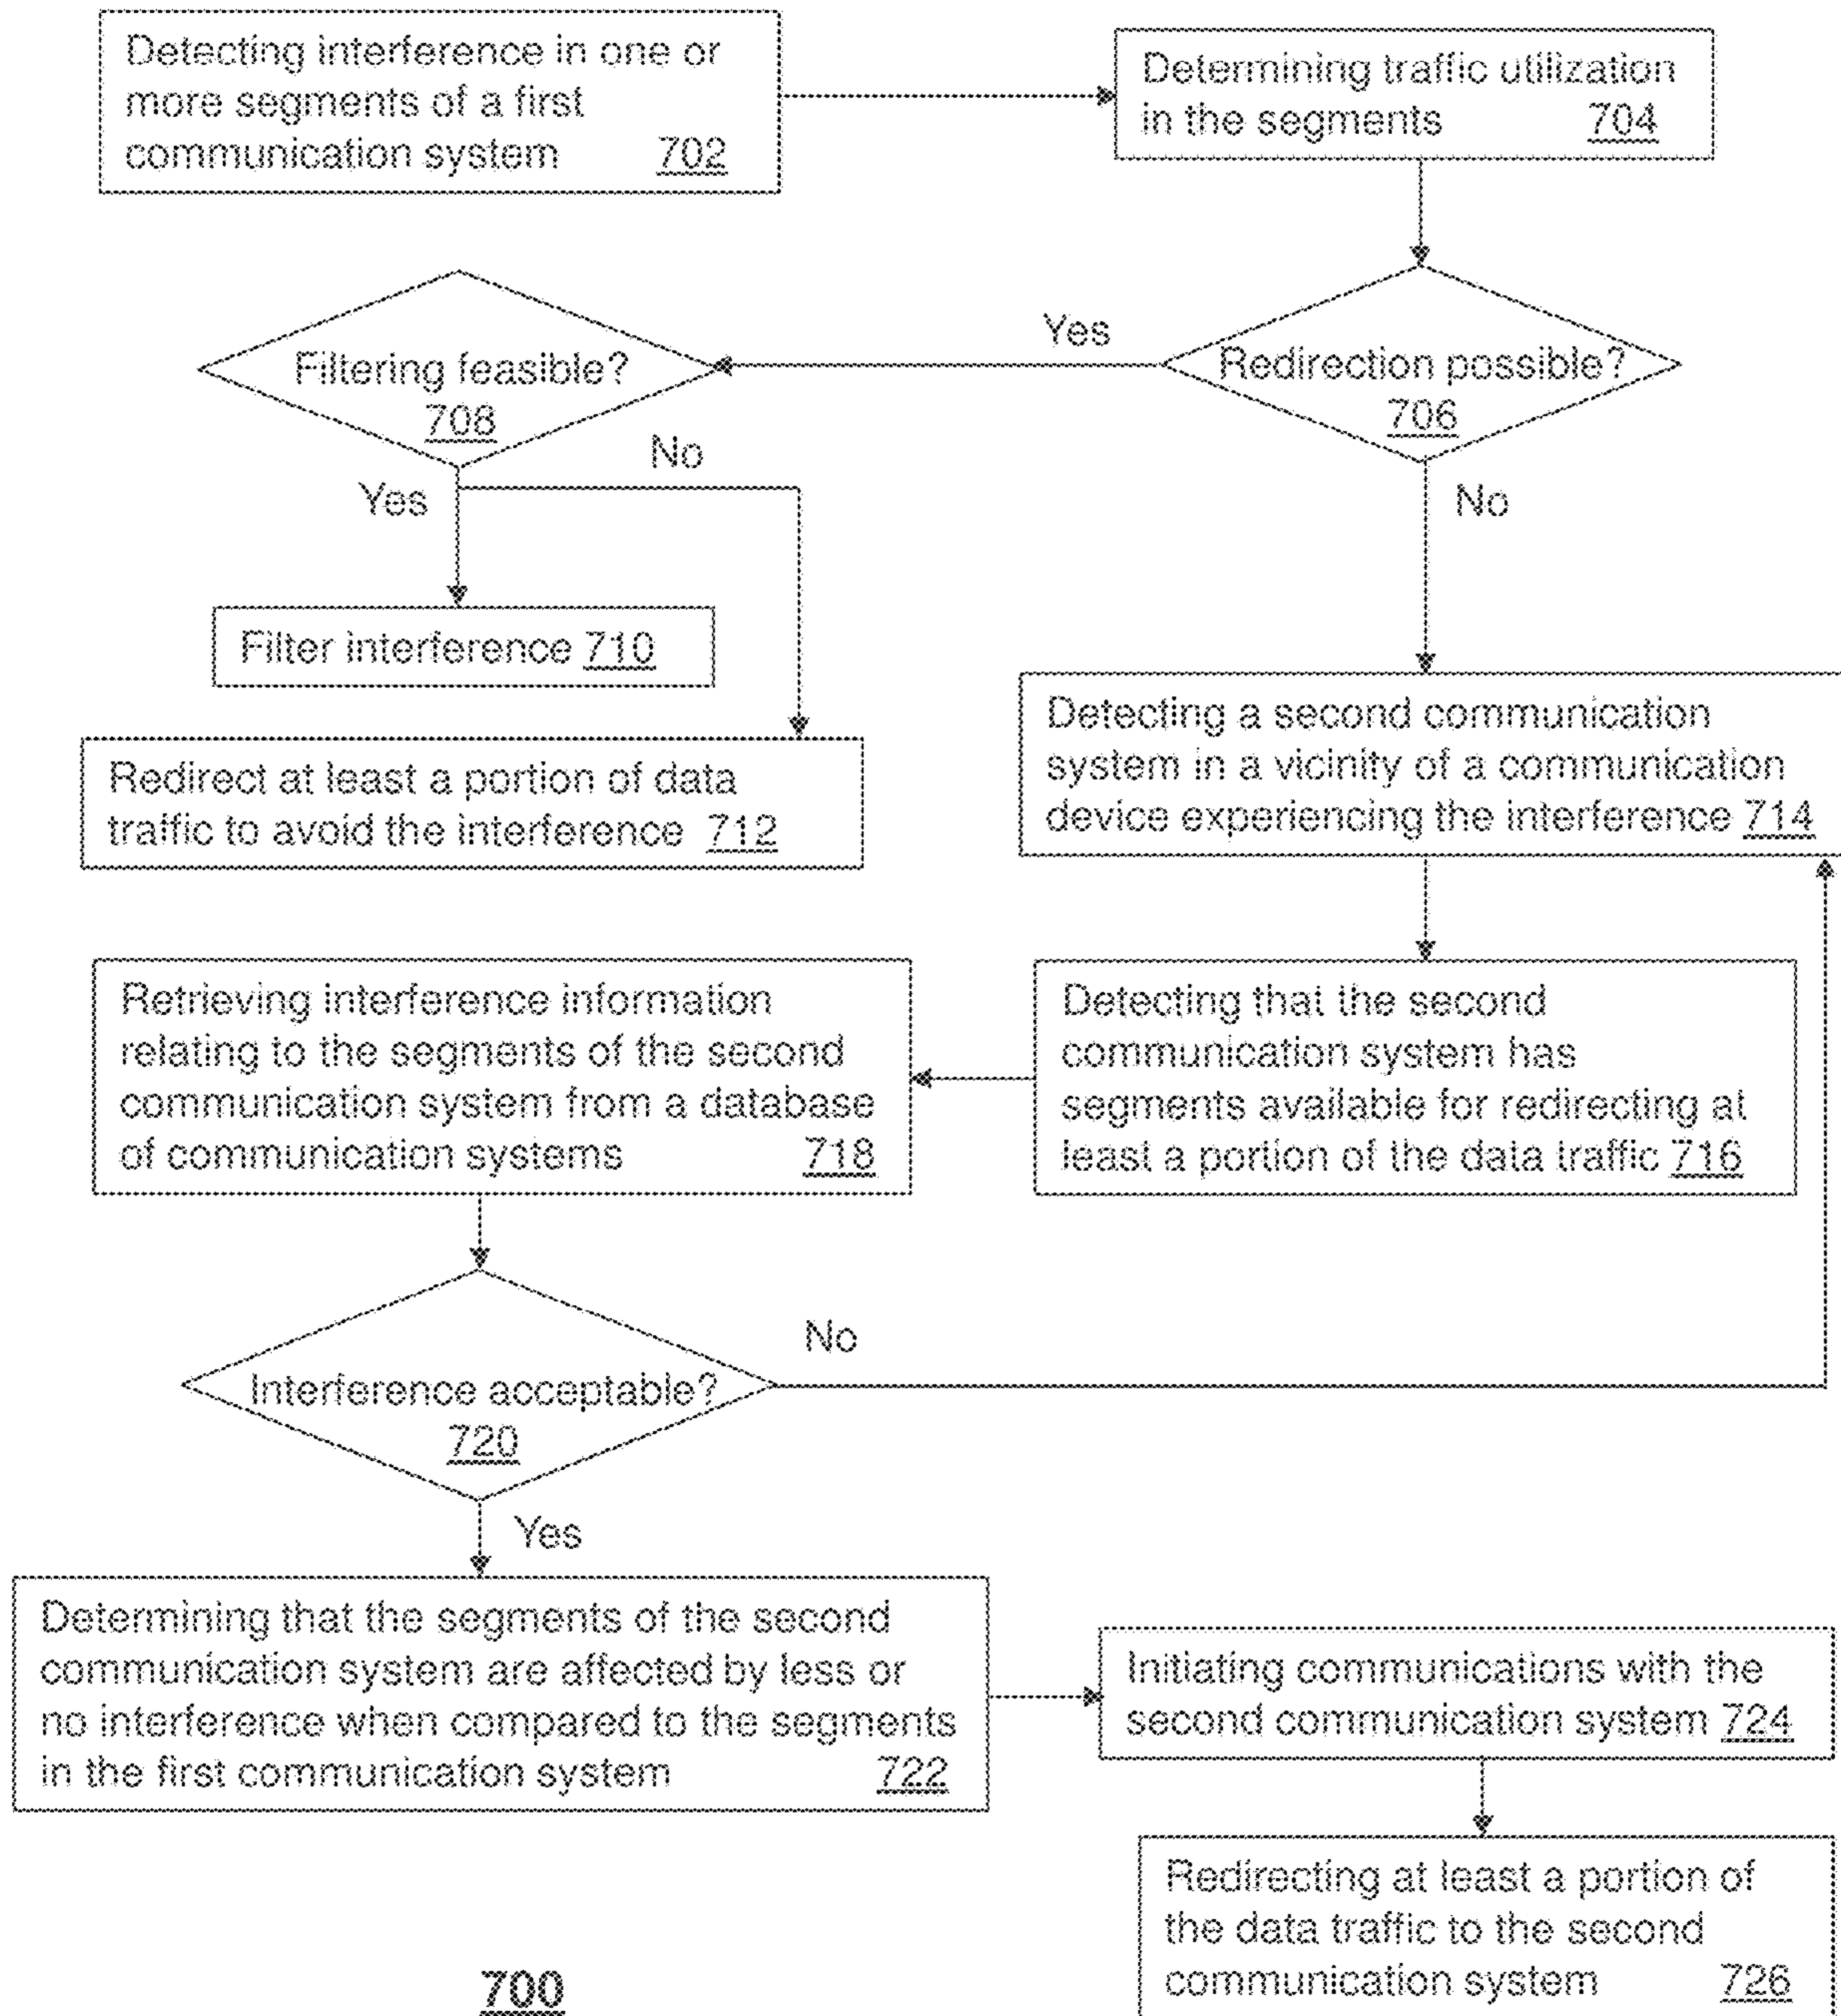 Detecting interference in one or
more segments of a first
communication system 702
Determining traffic utilization
in the segments 704
Redirection possible?
706
Yes
No
Filtering feasible?
708
Yes
No
Filter interference 710
Redirect at least a portion of data
traffic to avoid the interference 712
Detecting a second communication
system in a vicinity of a communication
device experiencing the interference 714
Detecting that the second
communication system has
segments available for redirecting at
least a portion of the data traffic 716
Retrieving interference information
relating to the segments of the second
communication system from a database
of communication systems 718
Interference acceptable?
720
No
Yes
Determining that the segments of the second
communication system are affected by less or
no interference when compared to the segments
in the first communication system 722
Initiating communications with the
second communication system 724
Redirecting at least a portion of
the data traffic to the second
communication system 726
700